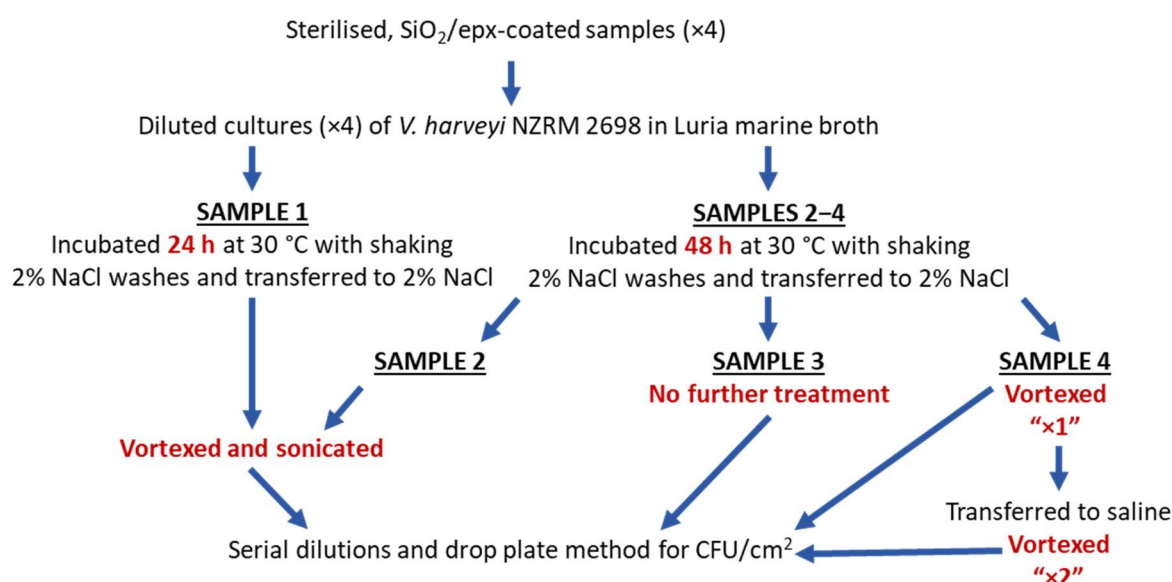 Sterilised, SiO₂/epx-coated samples (×4)
Diluted cultures (×4) of V. harveyi NZRM 2698 in Luria marine broth
SAMPLE 1
Incubated 24 h at 30 °C with shaking
2% NaCl washes and transferred to 2% NaCl
SAMPLES 2–4
Incubated 48 h at 30 °C with shaking
2% NaCl washes and transferred to 2% NaCl
SAMPLE 2
SAMPLE 3
No further treatment
SAMPLE 4
Vortexed
“×1”
Vortexed and sonicated
Transferred to saline
Vortexed
“×2”
Serial dilutions and drop plate method for CFU/cm²